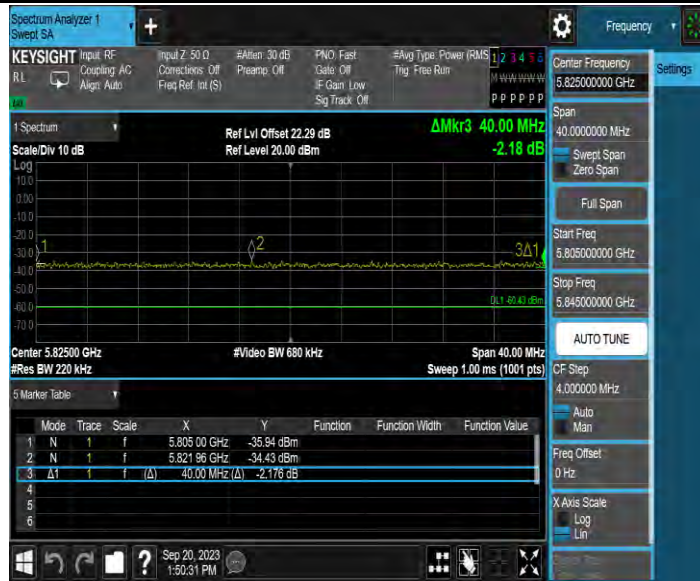 Spectrum Analyzer 1
Swept SA
+
Frequency
KEYSIGHT
RL
Input: RF
Coupling: AC
Align: Auto
Input Z: 50 Ω
Corrections: Off
Freq Ref: Int (S)
#Atten: 30 dB
Preamp: Off
PNO: Fast
Gate: Off
IF Gain: Low
Sig Track: Off
#Avg Type: Power (RMS
Trig: Free Run
1 2 3 4 5 6
M W W W W W
P P P P P P
1 Spectrum
Scale/Div 10 dB
Ref Lvl Offset 22.29 dB
Ref Level 20.00 dBm
ΔMkr3 40.00 MHz
-2.18 dB
Log
10.0
0.00
-10.0
-20.0
-30.0
-40.0
-50.0
-60.0
-70.0
1
2
3Δ1
DL1 -60.43 dBm
Center 5.82500 GHz
#Res BW 220 kHz
#Video BW 680 kHz
Span 40.00 MHz
Sweep 1.00 ms (1001 pts)
5 Marker Table
Mode Trace Scale X Y Function Function Width Function Value
1 N 1 f 5.805 00 GHz -35.94 dBm
2 N 1 f 5.821 96 GHz -34.43 dBm
3 Δ1 1 f (Δ) 40.00 MHz (Δ) -2.176 dB
4
5
6
?
Sep 20, 2023
1:50:31 PM
Center Frequency
5.825000000 GHz
Span
40.0000000 MHz
Swept Span
Zero Span
Full Span
Start Freq
5.805000000 GHz
Stop Freq
5.845000000 GHz
AUTO TUNE
CF Step
4.000000 MHz
Auto
Man
Freq Offset
0 Hz
X Axis Scale
Log
Lin
Settings